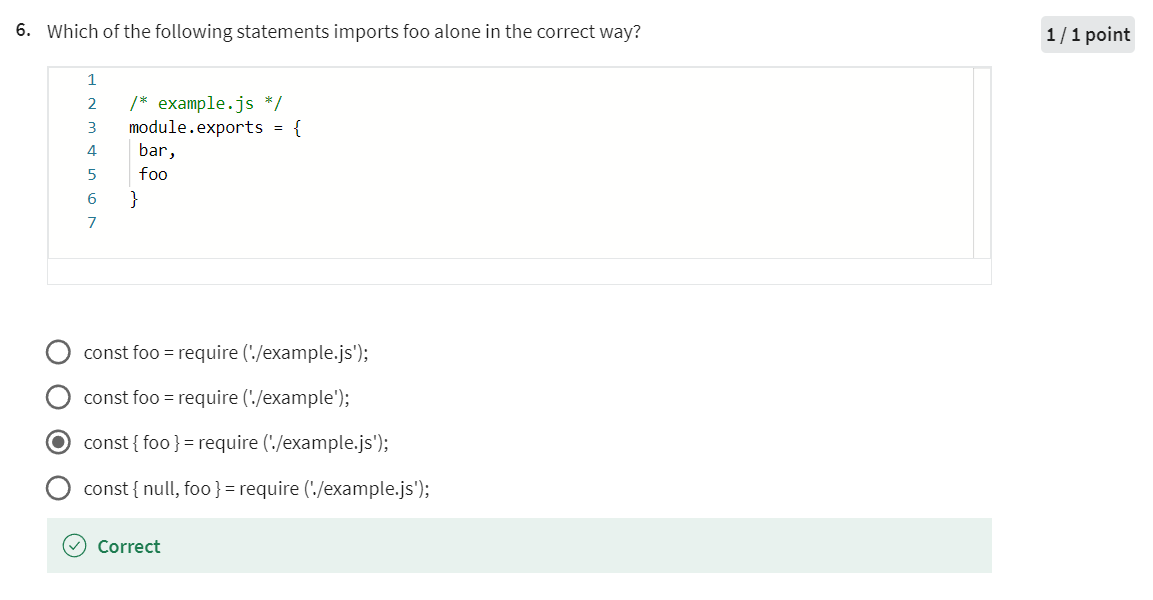 6. Which of the following statements imports foo alone in the correct way?
1 / 1 point
1
2 /* example.js */
3 module.exports = {
4 bar,
5 foo
6 }
7
const foo = require ('./example.js');
const foo = require ('./example');
const { foo } = require ('./example.js');
const { null, foo } = require ('./example.js');
Correct